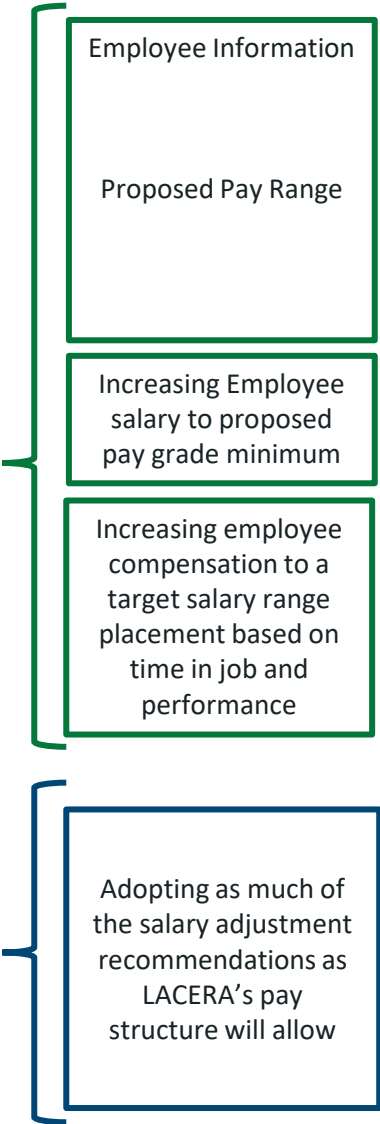 Employee Information
Proposed Pay Range
Increasing Employee
salary to proposed
pay grade minimum
Increasing employee
compensation to a
target salary range
placement based on
time in job and
performance
Adopting as much of
the salary adjustment
recommendations as
LACERA’s pay
structure will allow